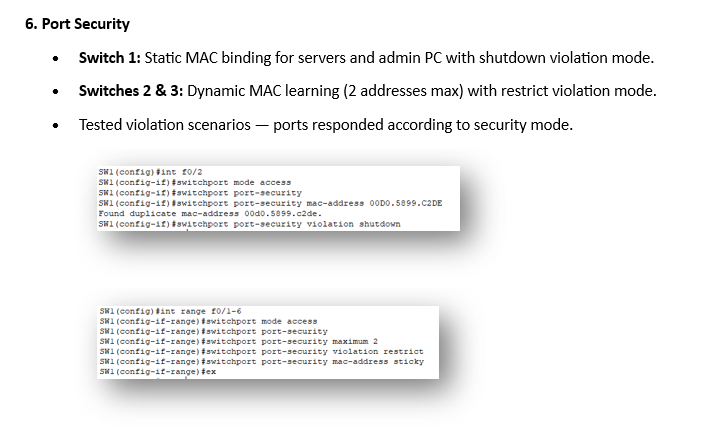 6. Port Security
• Switch 1: Static MAC binding for servers and admin PC with shutdown violation mode.
• Switches 2 & 3: Dynamic MAC learning (2 addresses max) with restrict violation mode.
• Tested violation scenarios — ports responded according to security mode.
SW1(config)#int f0/2
SW1(config-if)#switchport mode access
SW1(config-if)#switchport port-security
SW1(config-if)#switchport port-security mac-address 00D0.5899.C2DE
Found duplicate mac-address 00d0.5899.c2de.
SW1(config-if)#switchport port-security violation shutdown
SW1(config)#int range f0/1-6
SW1(config-if-range)#switchport mode access
SW1(config-if-range)#switchport port-security
SW1(config-if-range)#switchport port-security maximum 2
SW1(config-if-range)#switchport port-security violation restrict
SW1(config-if-range)#switchport port-security mac-address sticky
SW1(config-if-range)#ex